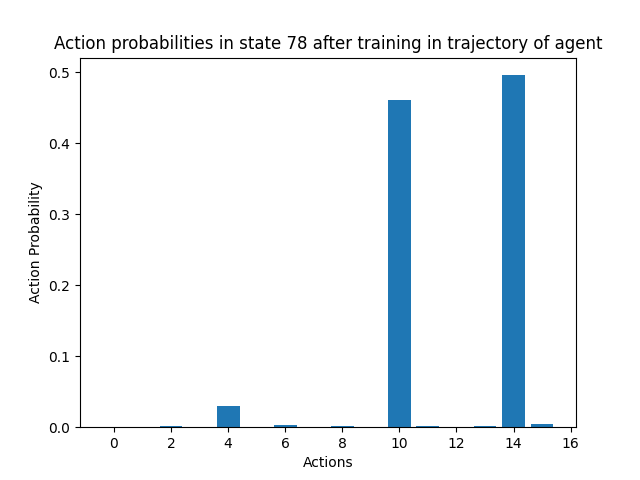 Action probabilities in state 78 after training in trajectory of agent
0.5
0.4
0.3
0.2
0.1
0.0
Action Probability
0 2 4 6 8 10 12 14 16
Actions